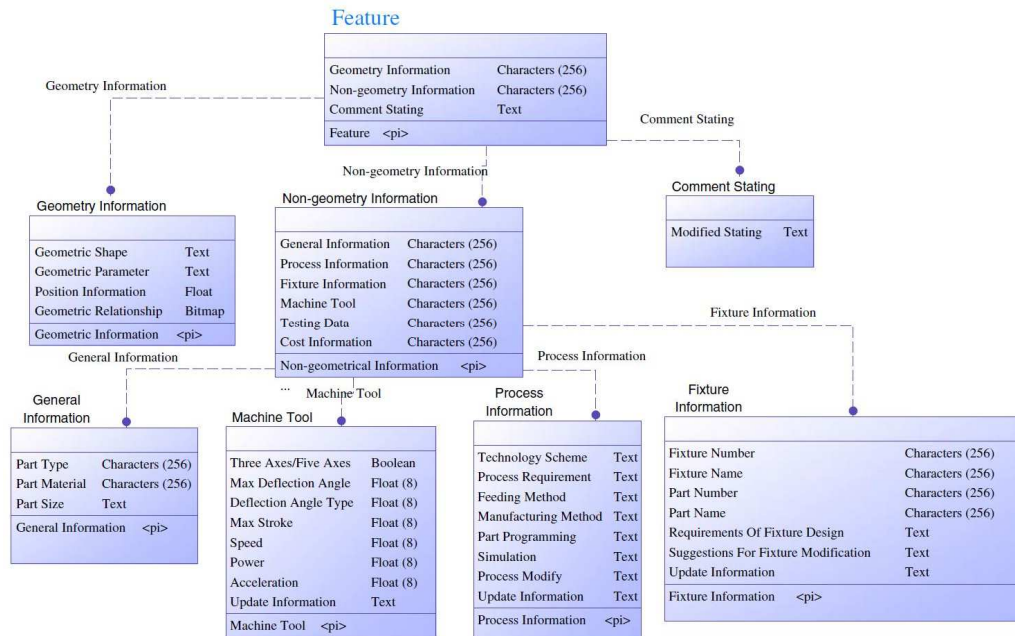 Feature
Geometry Information Characters (256)
Non-geometry Information Characters (256)
Comment Stating Text
Feature <pi>
Geometry Information
Comment Stating
Non-geometry Information
Geometry Information
Geometric Shape Text
Geometric Parameter Text
Position Information Float
Geometric Relationship Bitmap
Geometric Information <pi>
Non-geometry Information
General Information Characters (256)
Process Information Characters (256)
Fixture Information Characters (256)
Machine Tool Characters (256)
Testing Data Characters (256)
Cost Information Characters (256)
Non-geometrical Information <pi>
...
Comment Stating
Modified Stating Text
General Information
Machine Tool
Process Information
Fixture Information
General
Information
Part Type Characters (256)
Part Material Characters (256)
Part Size Text
General Information <pi>
Machine Tool
Three Axes/Five Axes Boolean
Max Deflection Angle Float (8)
Deflection Angle Type Float (8)
Max Stroke Float (8)
Speed Float (8)
Power Float (8)
Acceleration Float (8)
Update Information Text
Machine Tool <pi>
Process
Information
Technology Scheme Text
Process Requirement Text
Feeding Method Text
Manufacturing Method Text
Part Programming Text
Simulation Text
Process Modify Text
Update Information Text
Process Information <pi>
Fixture
Information
Fixture Number Characters (256)
Fixture Name Characters (256)
Part Number Characters (256)
Part Name Characters (256)
Requirements Of Fixture Design Text
Suggestions For Fixture Modification Text
Update Information Text
Fixture Information <pi>